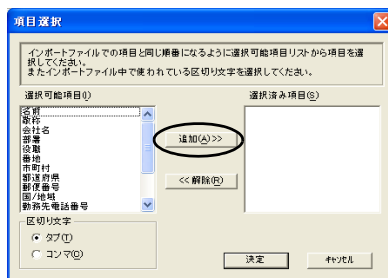 項目選択
インポートファイルでの項目と同じ順番になるように選択可能項目リストから項目を選
択してください。
またインポートファイル中で使われている区切り文字を選択してください。
選択可能項目(I)
選択済み項目(S)
名前
敬称
会社名
部署
役職
番地
市町村
都道府県
郵便番号
国/地域
勤務先電話番号
追加(A)>>
<<解除(R)
区切り文字
タブ(T)
コンマ(O)
決定
キャンセル